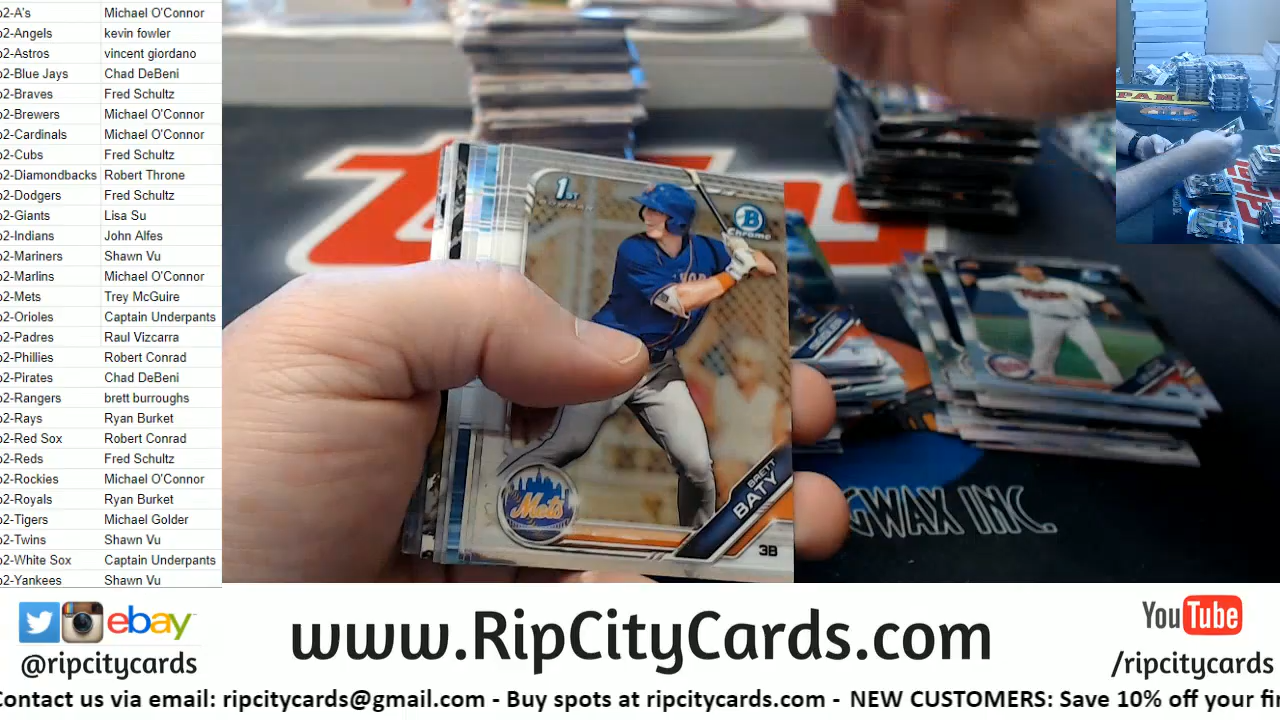 o2-A's Michael O'Connor
o2-Angels kevin fowler
o2-Astros vincent giordano
o2-Blue Jays Chad DeBeni
o2-Braves Fred Schultz
o2-Brewers Michael O'Connor
o2-Cardinals Michael O'Connor
o2-Cubs Fred Schultz
o2-Diamondbacks Robert Throne
o2-Dodgers Fred Schultz
o2-Giants Lisa Su
o2-Indians John Alfes
o2-Mariners Shawn Vu
o2-Marlins Michael O'Connor
o2-Mets Trey McGuire
o2-Orioles Captain Underpants
o2-Padres Raul Vizcarra
o2-Phillies Robert Conrad
o2-Pirates Chad DeBeni
o2-Rangers brett burroughs
o2-Rays Ryan Burket
o2-Red Sox Robert Conrad
o2-Reds Fred Schultz
o2-Rockies Michael O'Connor
o2-Royals Ryan Burket
o2-Tigers Michael Golder
o2-Twins Shawn Vu
o2-White Sox Captain Underpants
o2-Yankees Shawn Vu
1ST
BOWMAN
B
Chrome
Mets
BRETT
BATY
3B
GWAX INC.
ebay
@ripcitycards
www.RipCityCards.com
YouTube
/ripcitycards
Contact us via email: ripcitycards@gmail.com - Buy spots at ripcitycards.com - NEW CUSTOMERS: Save 10% off your fi